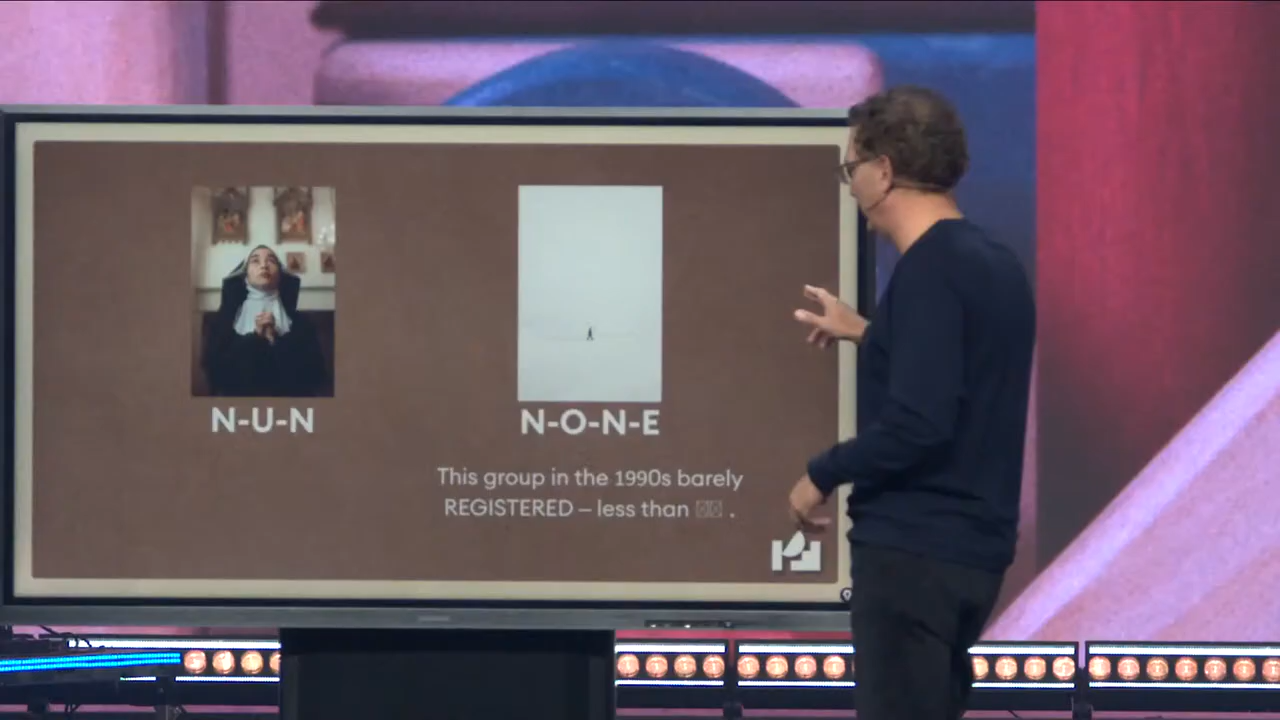 N-U-N
N-O-N-E
This group in the 1990s barely
REGISTERED – less than .